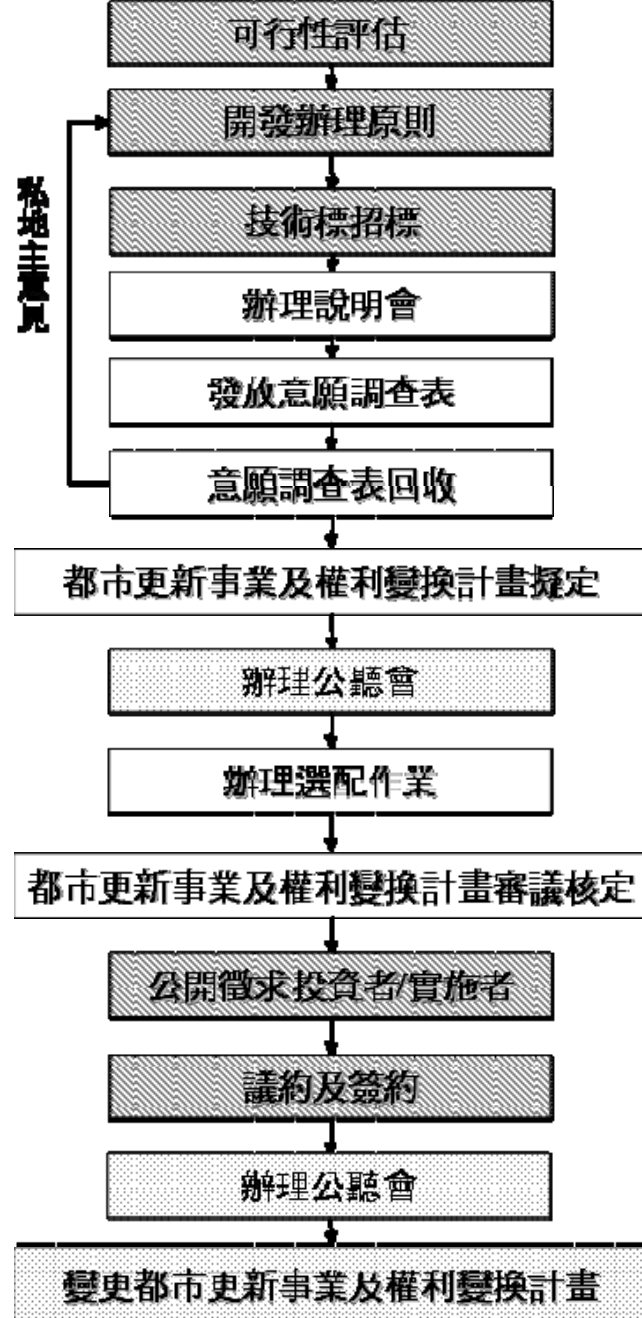 可行性評估
開發辦理原則
私地主意見
技術標招標
辦理說明會
發放意願調查表
意願調查表回收
都市更新事業及權利變換計畫擬定
辦理公聽會
辦理選配作業
都市更新事業及權利變換計畫審議核定
公開徵求投資者/實施者
議約及簽約
辦理公聽會
變更都市更新事業及權利變換計畫